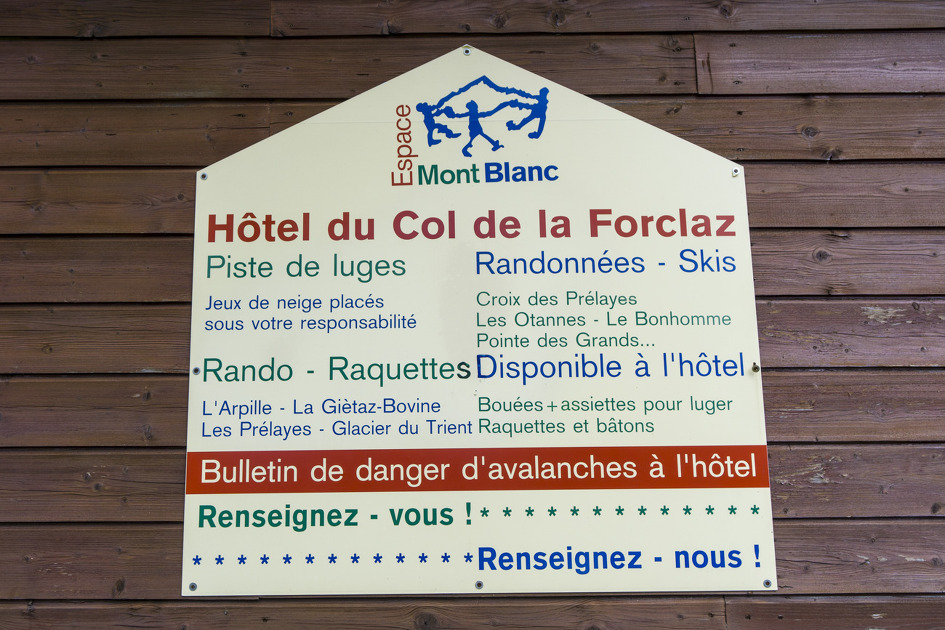 Espace
Mont Blanc
Hôtel du Col de la Forclaz
Piste de luges
Jeux de neige placés
sous votre responsabilité
Randonnées - Skis
Croix des Prélayes
Les Otannes - Le Bonhomme
Pointe des Grands...
Rando - Raquettes
L'Arpille - La Giètaz-Bovine
Les Prélayes - Glacier du Trient
Disponible à l'hôtel
Bouées + assiettes pour luger
Raquettes et bâtons
Bulletin de danger d'avalanches à l'hôtel
Renseignez - vous ! * * * * * * * * * * * * *
* * * * * * * * * * * * * Renseignez - nous !